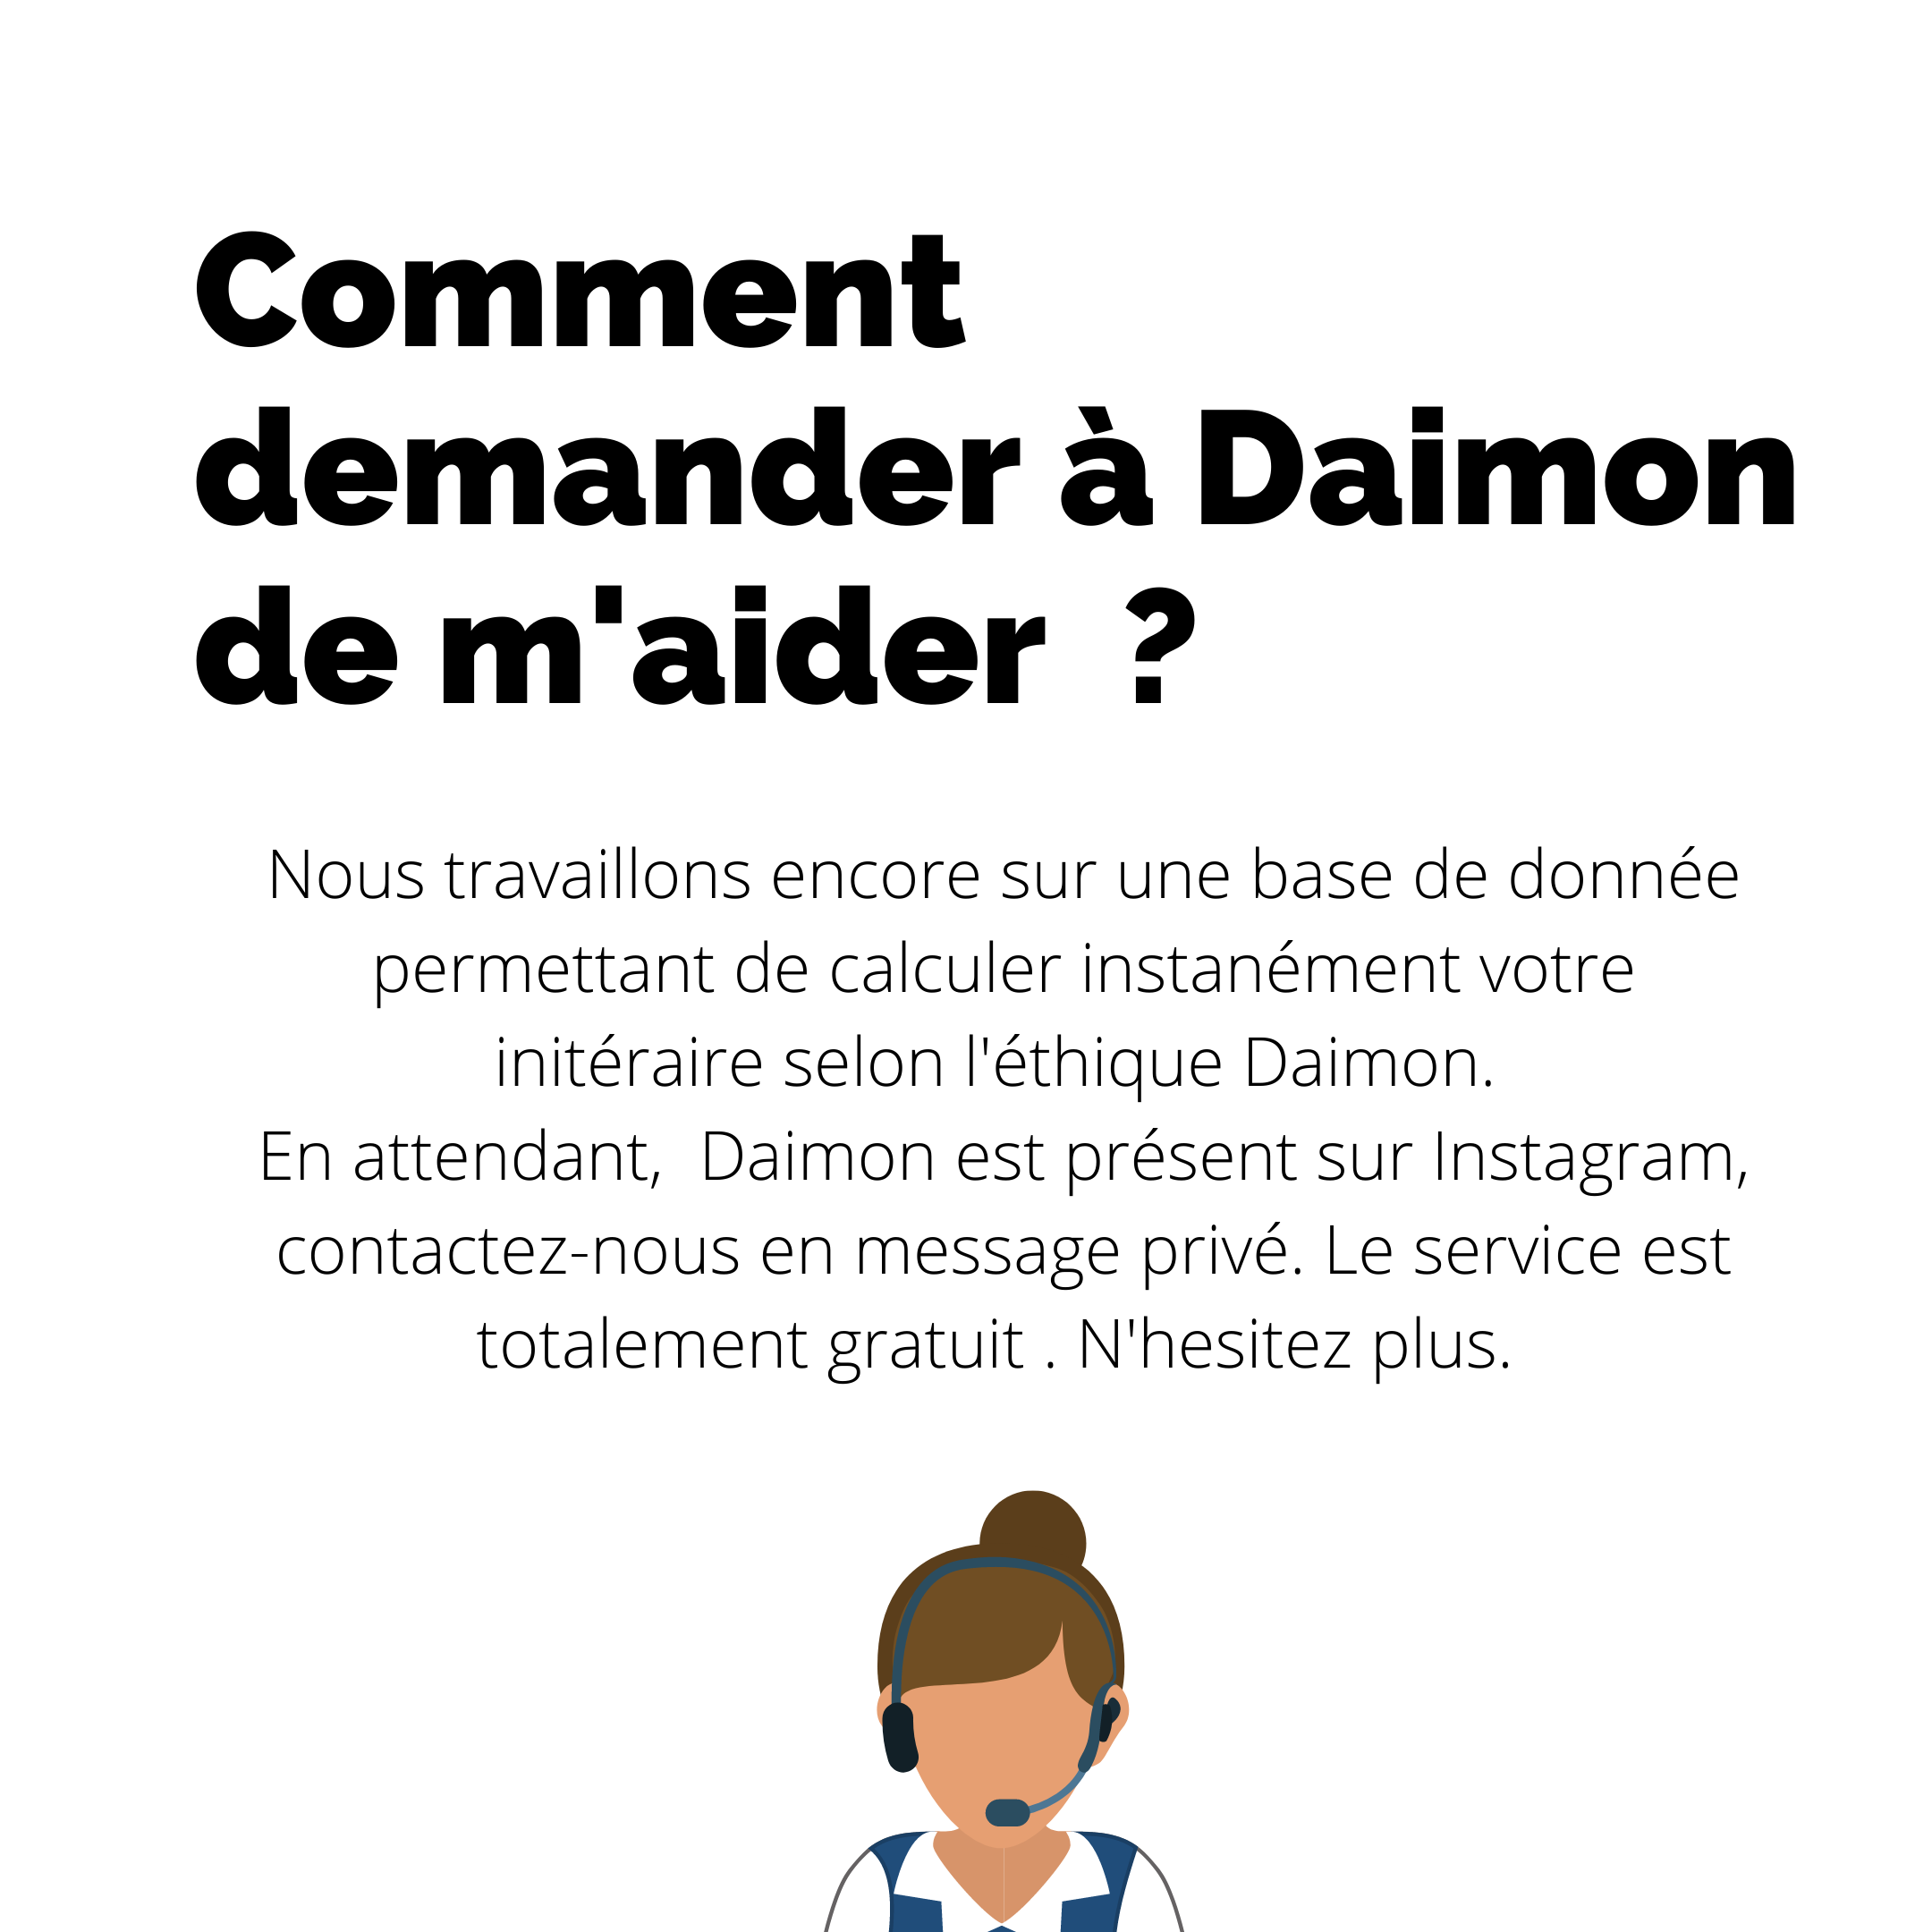 Comment
demander à Daimon
de m'aider  ?
Nous travaillons encore sur une base de donnée
permettant de calculer instanément votre
initéraire selon l'éthique Daimon.
En attendant,  Daimon est présent sur Instagram,
contactez-nous en message privé. Le service est
totalement gratuit . N'hesitez plus.